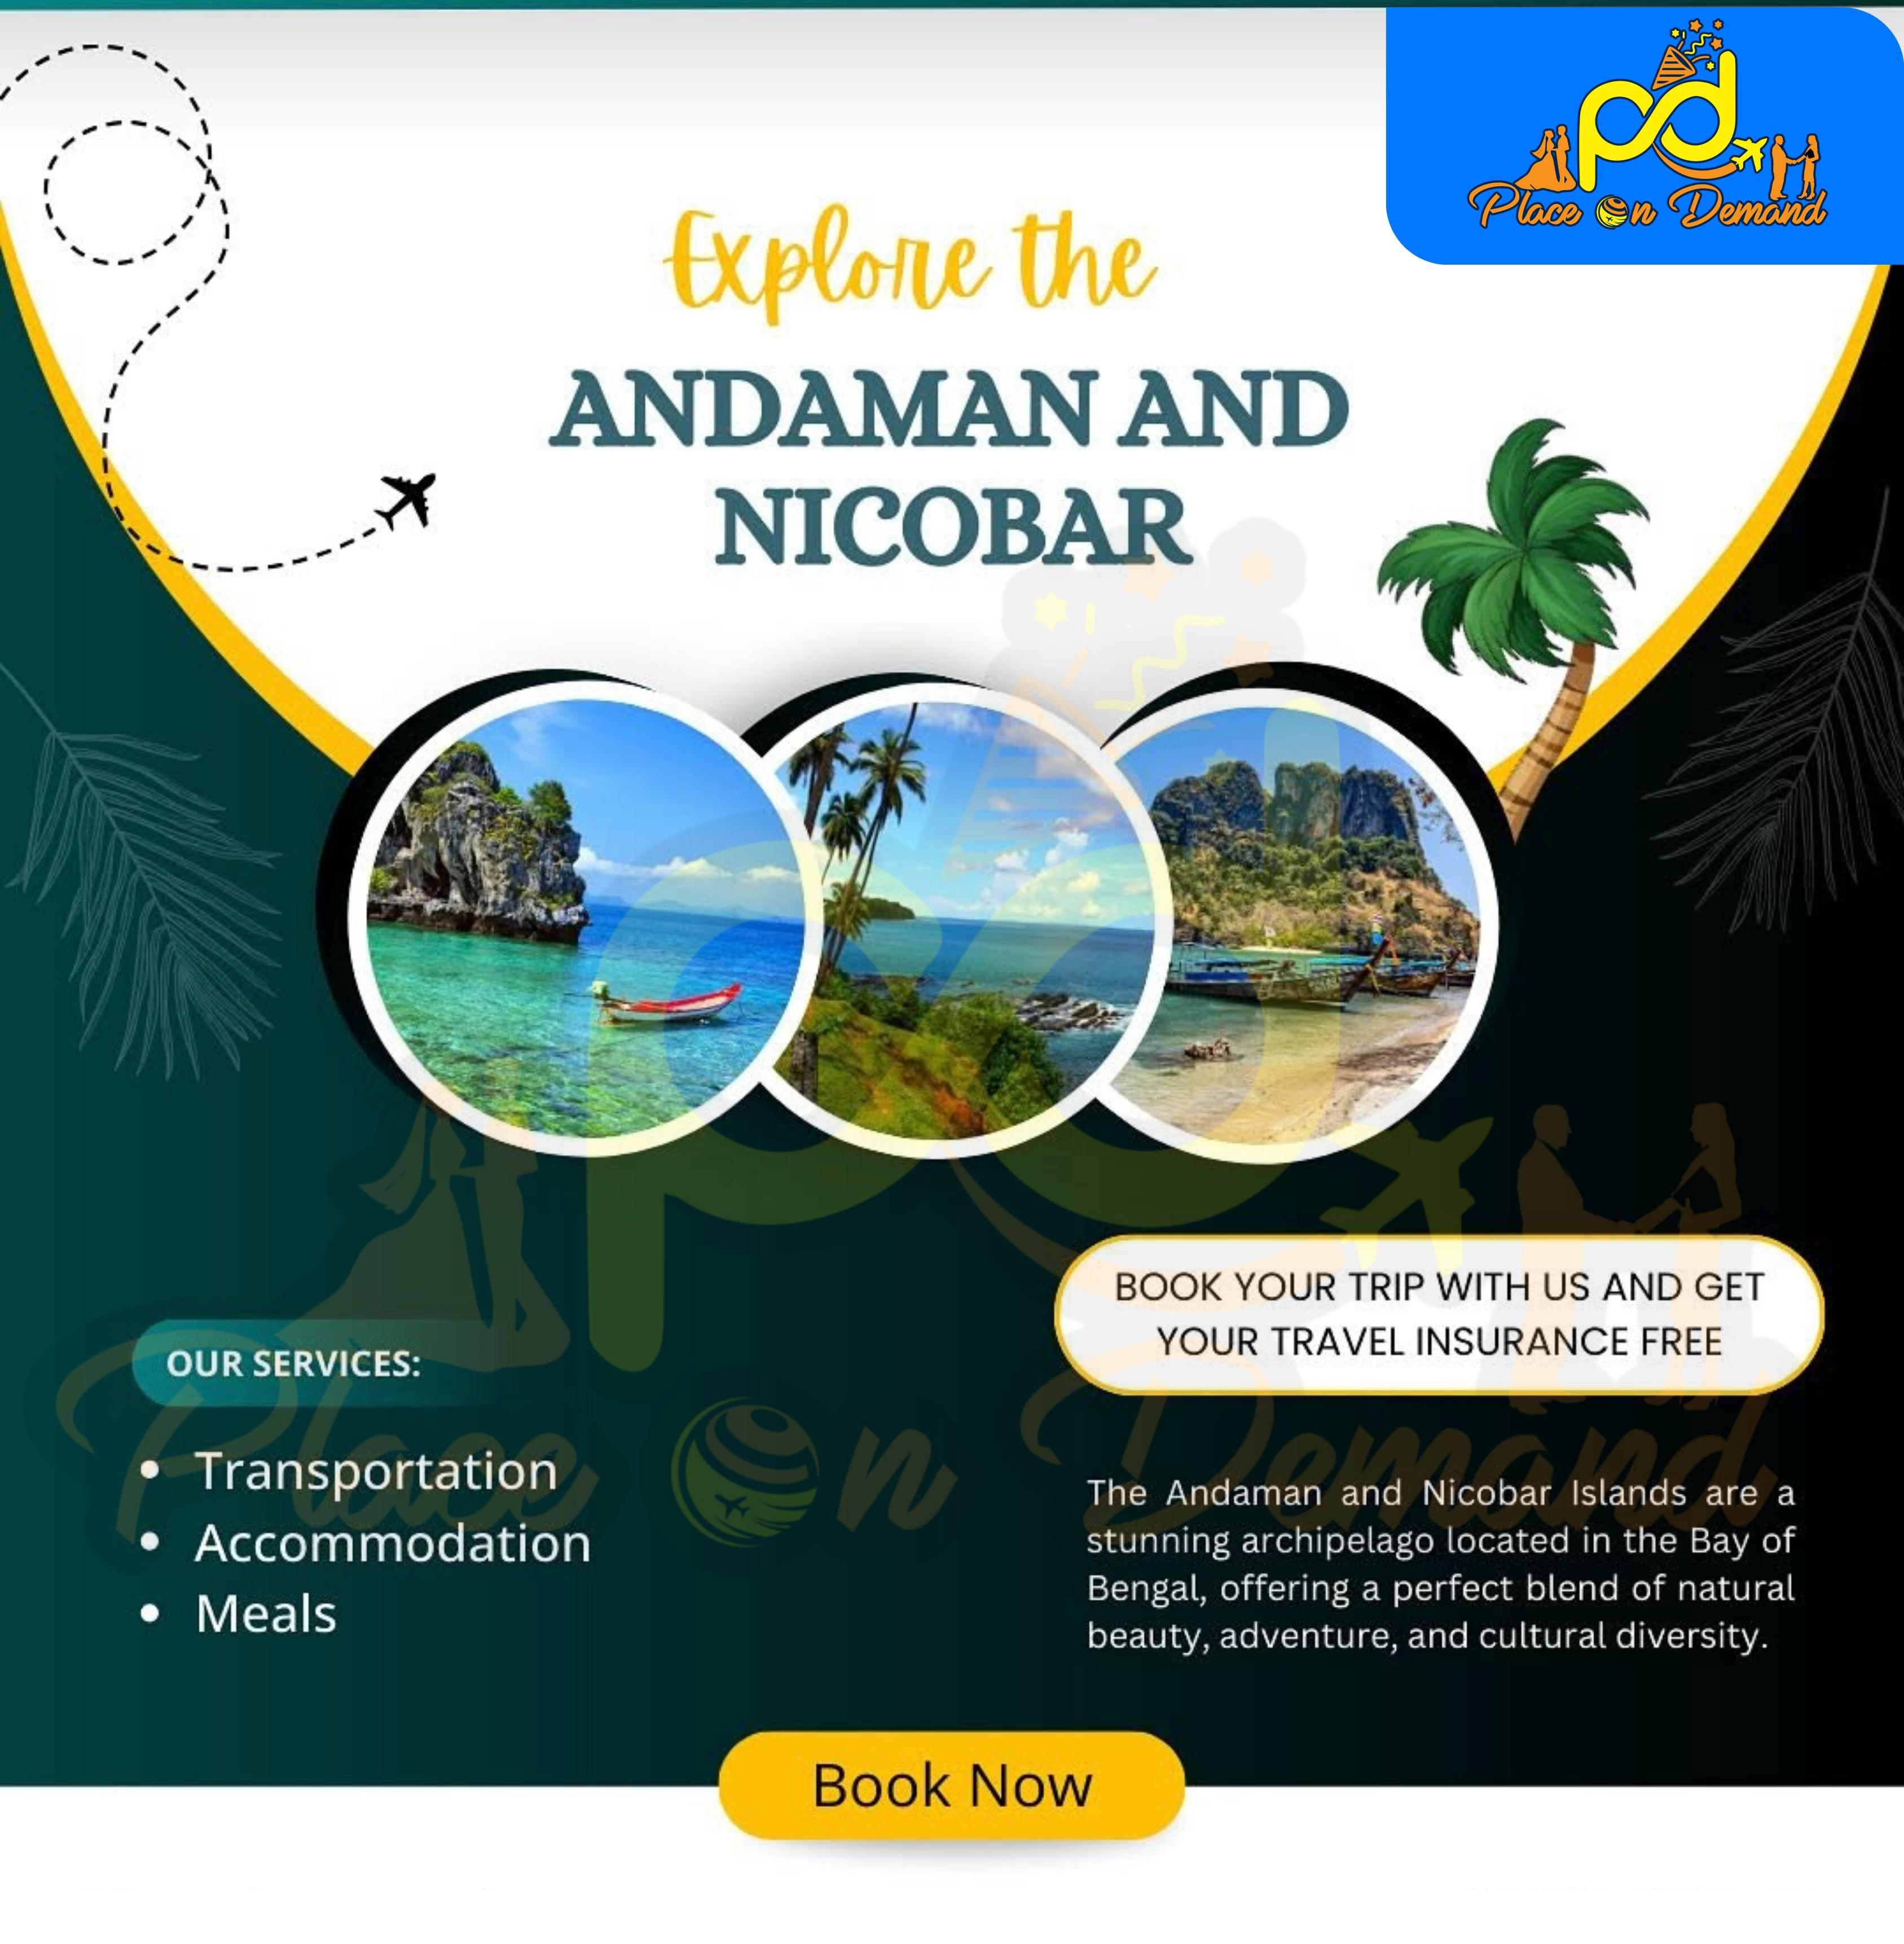 pd
Place On Demand
Explore the
ANDAMAN AND
NICOBAR
BOOK YOUR TRIP WITH US AND GET
YOUR TRAVEL INSURANCE FREE
OUR SERVICES:
• Transportation
• Accommodation
• Meals
The Andaman and Nicobar Islands are a
stunning archipelago located in the Bay of
Bengal, offering a perfect blend of natural
beauty, adventure, and cultural diversity.
pd
Place On Demand
Book Now